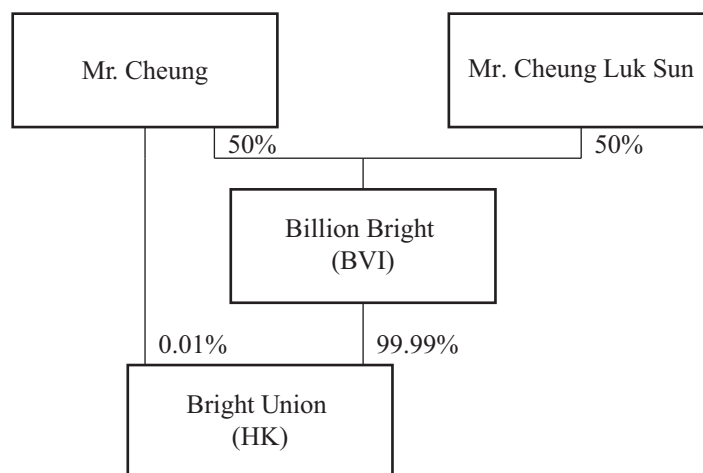 Mr. Cheung
Mr. Cheung Luk Sun
50%
50%
Billion Bright
(BVI)
0.01%
99.99%
Bright Union
(HK)